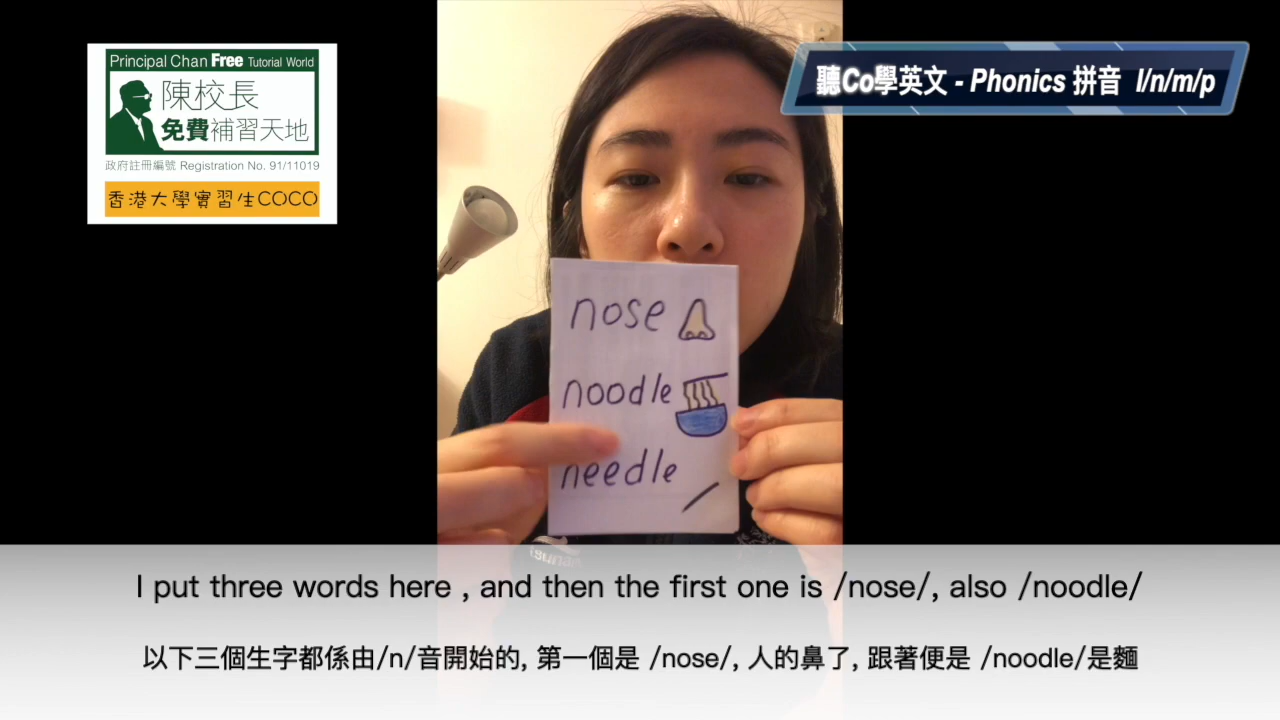 Principal Chan Free Tutorial World
陳校長
免費補習天地
政府註冊編號 Registration No. 91/11019
香港大學實習生COCO
聽Co學英文 - Phonics 拼音 l/n/m/p
nose
noodle
needle
I put three words here , and then the first one is /nose/, also /noodle/
以下三個生字都係由/n/音開始的, 第一個是 /nose/, 人的鼻了, 跟著便是 /noodle/是麵